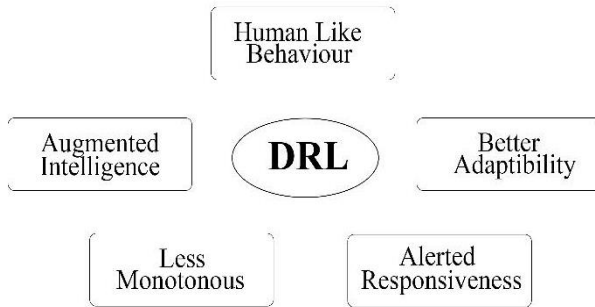 Human Like
Behaviour
Augmented
Intelligence
DRL
Better
Adaptibility
Less
Monotonous
Alerted
Responsiveness